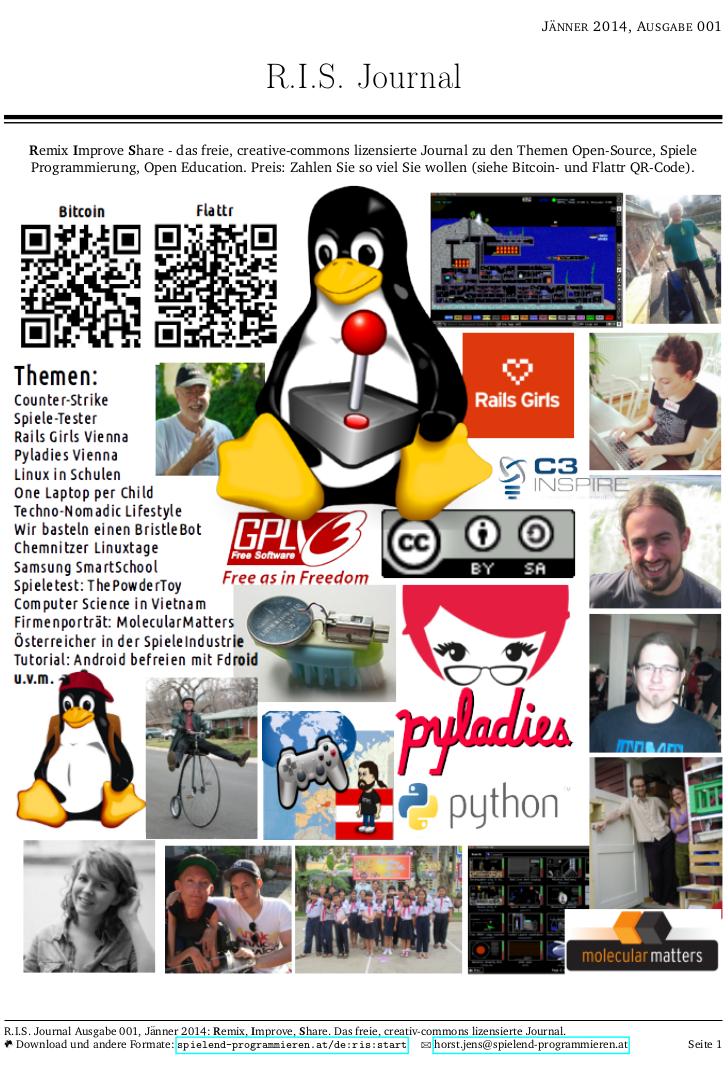 JÄNNER 2014, AUSGABE 001
R.I.S. Journal
Remix Improve Share - das freie, creative-commons lizensierte Journal zu den Themen Open-Source, Spiele
Programmierung, Open Education. Preis: Zahlen Sie so viel Sie wollen (siehe Bitcoin- und Flattr QR-Code).
Bitcoin
Flattr
Themen:
Counter-Strike
Spiele-Tester
Rails Girls Vienna
Pyladies Vienna
Linux in Schulen
One Laptop per Child
Techno-Nomadic Lifestyle
Wir basteln einen BristleBot
Chemnitzer Linuxtage
Samsung SmartSchool
Spieletest: ThePowderToy
Computer Science in Vietnam
Firmenporträt: MolecularMatters
Österreicher in der SpieleIndustrie
Tutorial: Android befreien mit Fdroid
u.v.m.
Rails Girls
C3
INSPIRE
GPLv3
Free Software
Free as in Freedom
cc
BY SA
pyladies
python
molecularmatters
R.I.S. Journal Ausgabe 001, Jänner 2014: Remix, Improve, Share. Das freie, creativ-commons lizensierte Journal.
Download und andere Formate: spielend-programmieren.at/de:ris:start horst.jens@spielend-programmieren.at Seite 1